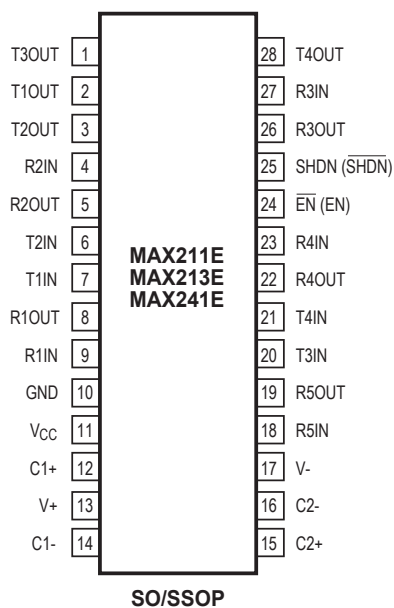 T3OUT 1
T1OUT 2
T2OUT 3
R2IN 4
R2OUT 5
T2IN 6
T1IN 7
R1OUT 8
R1IN 9
GND 10
VCC 11
C1+ 12
V+ 13
C1- 14
MAX211E
MAX213E
MAX241E
28 T4OUT
27 R3IN
26 R3OUT
25 SHDN (S̅H̅D̅N̅)
24 E̅N̅ (EN)
23 R4IN
22 R4OUT
21 T4IN
20 T3IN
19 R5OUT
18 R5IN
17 V-
16 C2-
15 C2+
SO/SSOP